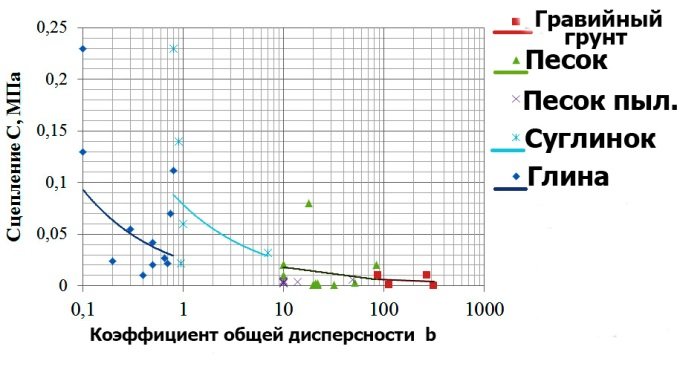 0,25
0,2
0,15
0,1
0,05
0
Сцепление С, МПа
0,1 1 10 100 1000
Коэффициент общей дисперсности b
Гравийный
грунт
Песок
Песок пыл.
Суглинок
Глина